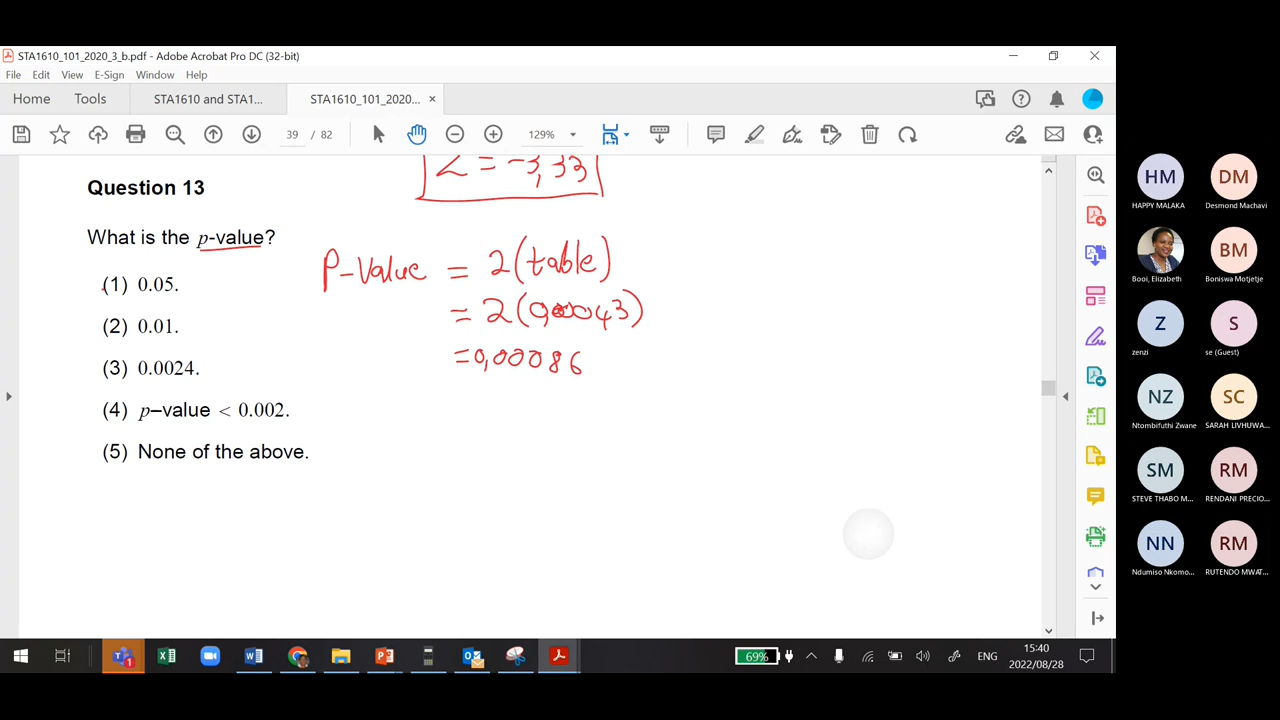 STA1610_101_2020_3_b.pdf - Adobe Acrobat Pro DC (32-bit)
File Edit View E-Sign Window Help
Home Tools STA1610 and STA1... STA1610_101_2020... ×
39 / 82 129%
Z = -3,33
Question 13
What is the p-value?
P-Value = 2(table)
(1) 0.05.
= 2(0,00043)
(2) 0.01.
=0,00086
(3) 0.0024.
(4) p–value < 0.002.
(5) None of the above.
HM DM
HAPPY MALAKA Desmond Machavi
BM
Booi, Elizabeth Boniswa Motjetje
Z S
zenzi se (Guest)
NZ SC
Ntombifuthi Zwane SARAH LIVHUWA...
SM RM
STEVE THABO M... RENDANI PRECIO...
NN RM
Ndumiso Nkomo... RUTENDO MWAT...
1 69% ENG 15:40
2022/08/28